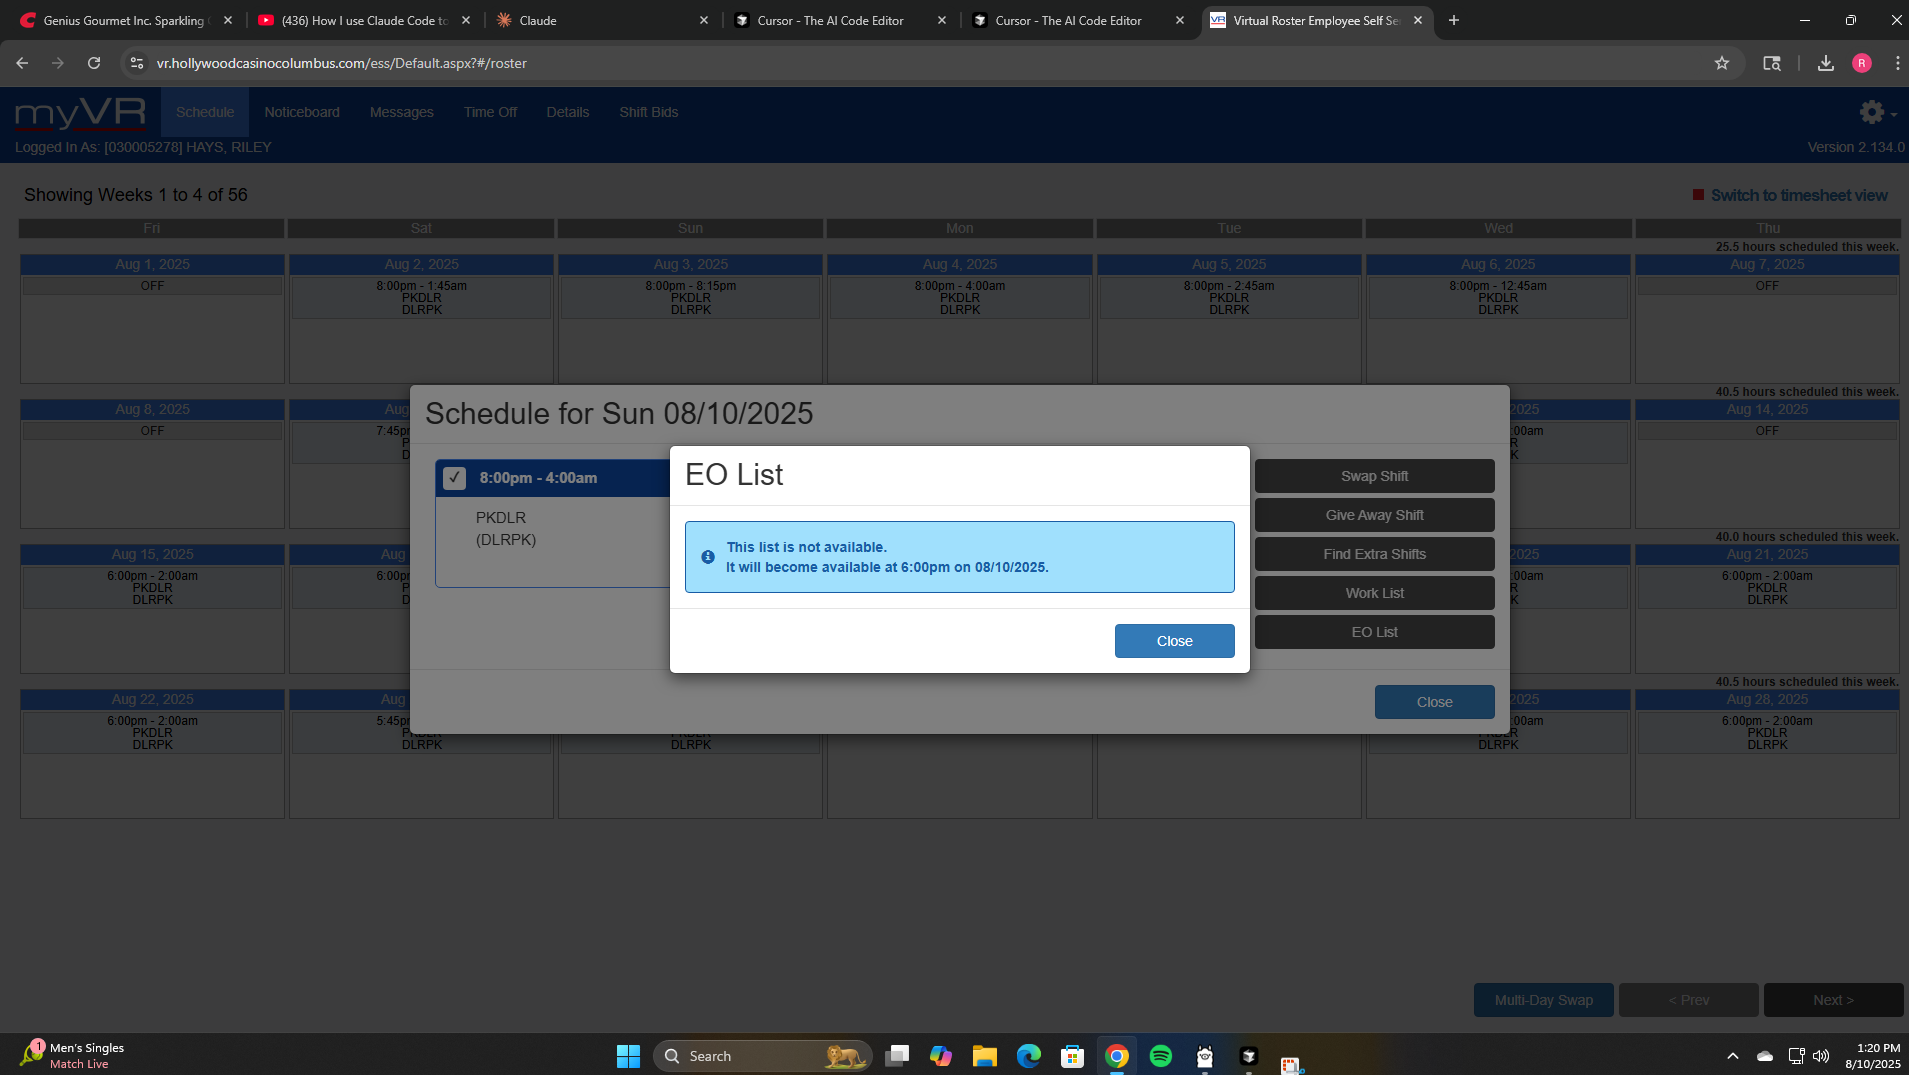 Genius Gourmet Inc. Sparkling
(436) How I use Claude Code to
Claude
Cursor - The AI Code Editor
Cursor - The AI Code Editor
Virtual Roster Employee Self Se
vr.hollywoodcasinocolumbus.com/ess/Default.aspx?#/roster
R
myVR
Schedule
Noticeboard
Messages
Time Off
Details
Shift Bids
Logged In As: [030005278] HAYS, RILEY
Version 2.134.0
Showing Weeks 1 to 4 of 56
Switch to timesheet view
Fri
Sat
Sun
Mon
Tue
Wed
Thu
25.5 hours scheduled this week.
Aug 1, 2025
OFF
Aug 2, 2025
8:00pm - 1:45am
PKDLR
DLRPK
Aug 3, 2025
8:00pm - 8:15pm
PKDLR
DLRPK
Aug 4, 2025
8:00pm - 4:00am
PKDLR
DLRPK
Aug 5, 2025
8:00pm - 2:45am
PKDLR
DLRPK
Aug 6, 2025
8:00pm - 12:45am
PKDLR
DLRPK
Aug 7, 2025
OFF
40.5 hours scheduled this week.
Aug 8, 2025
OFF
Aug
7:45p
P
D
2025
:00am
R
K
Aug 14, 2025
OFF
Schedule for Sun 08/10/2025
8:00pm - 4:00am
PKDLR
(DLRPK)
Swap Shift
Give Away Shift
Find Extra Shifts
Work List
EO List
Close
EO List
This list is not available.
It will become available at 6:00pm on 08/10/2025.
Close
40.0 hours scheduled this week.
Aug 15, 2025
6:00pm - 2:00am
PKDLR
DLRPK
Aug
6:00p
P
D
2025
:00am
R
K
Aug 21, 2025
6:00pm - 2:00am
PKDLR
DLRPK
40.5 hours scheduled this week.
Aug 22, 2025
6:00pm - 2:00am
PKDLR
DLRPK
Aug
5:45p
PKDLR
DLRPK
PKDLR
DLRPK
2025
:00am
PKDLR
DLRPK
Aug 28, 2025
6:00pm - 2:00am
PKDLR
DLRPK
Multi-Day Swap
< Prev
Next >
1
Men's Singles
Match Live
Search
1:20 PM
8/10/2025